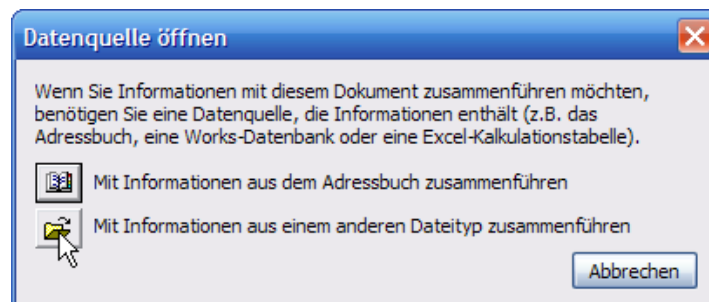 Datenquelle öffnen
Wenn Sie Informationen mit diesem Dokument zusammenführen möchten,
benötigen Sie eine Datenquelle, die Informationen enthält (z.B. das
Adressbuch, eine Works-Datenbank oder eine Excel-Kalkulationstabelle).
Mit Informationen aus dem Adressbuch zusammenführen
Mit Informationen aus einem anderen Dateityp zusammenführen
Abbrechen